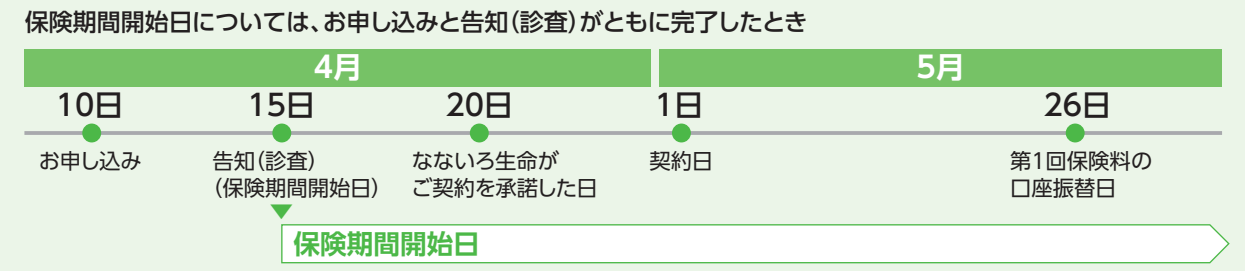 保険期間開始日については、お申し込みと告知(診査)がともに完了したとき
4月
5月
10日
15日
20日
1日
26日
お申し込み
告知(診査)
(保険期間開始日)
なないろ生命が
ご契約を承諾した日
契約日
第1回保険料の
口座振替日
保険期間開始日